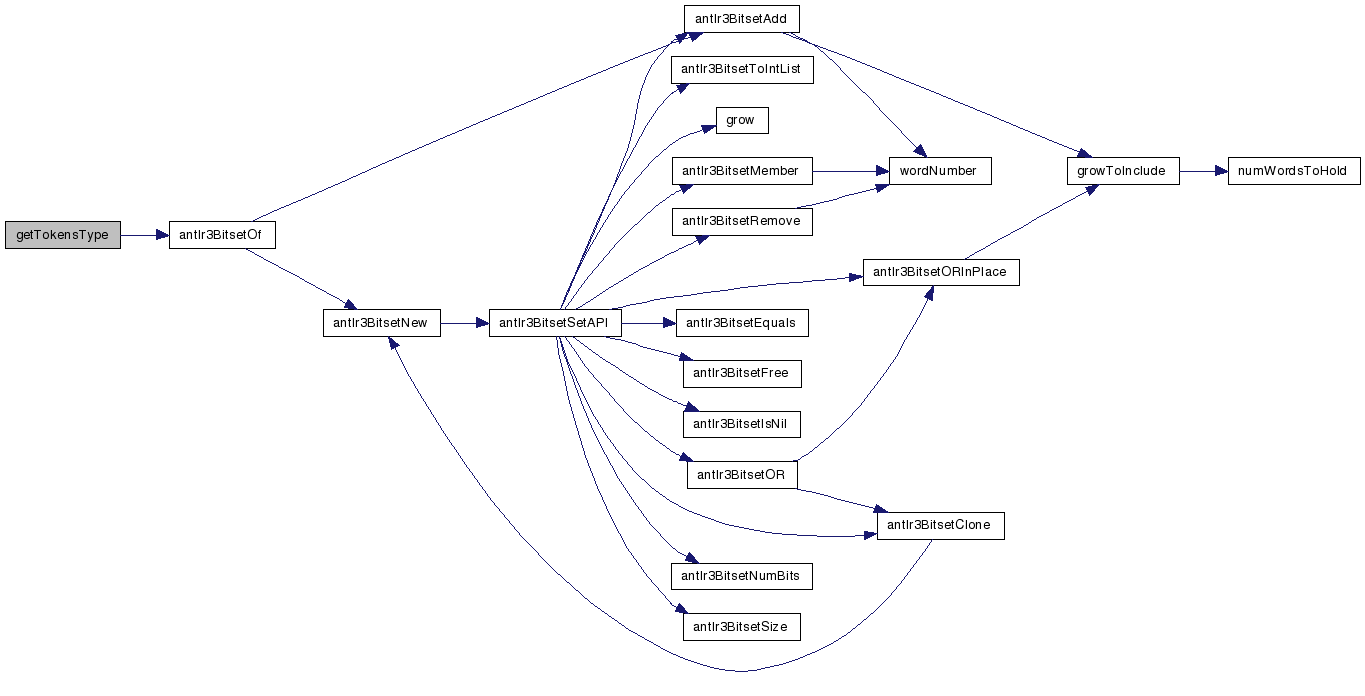 antlr3BitsetAdd
antlr3BitsetToIntList
grow
antlr3BitsetMember
wordNumber
growToInclude
numWordsToHold
antlr3BitsetRemove
getTokensType
antlr3BitsetOf
antlr3BitsetORInPlace
antlr3BitsetNew
antlr3BitsetSetAPI
antlr3BitsetEquals
antlr3BitsetFree
antlr3BitsetIsNil
antlr3BitsetOR
antlr3BitsetClone
antlr3BitsetNumBits
antlr3BitsetSize